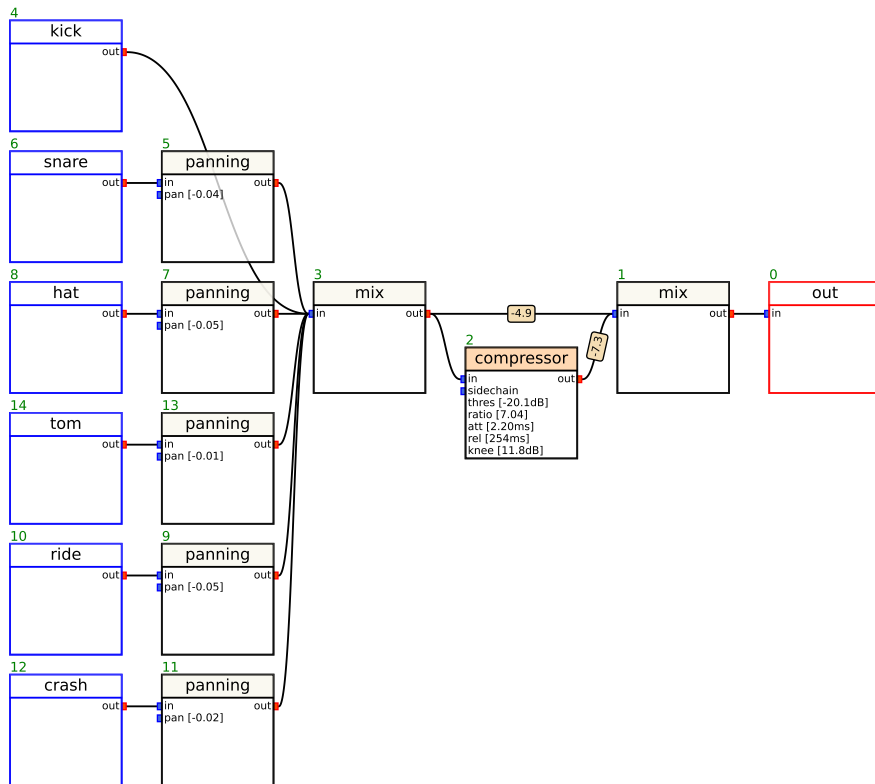 4
kick
out
6
snare
out
5
panning
in
out
pan [-0.04]
8
hat
out
7
panning
in
out
pan [-0.05]
3
mix
in
out
-4.9
2
compressor
in
out
sidechain
thres [-20.1dB]
ratio [7.04]
att [2.20ms]
rel [254ms]
knee [11.8dB]
-7.3
1
mix
in
out
0
out
in
14
tom
out
13
panning
in
out
pan [-0.01]
10
ride
out
9
panning
in
out
pan [-0.05]
12
crash
out
11
panning
in
out
pan [-0.02]